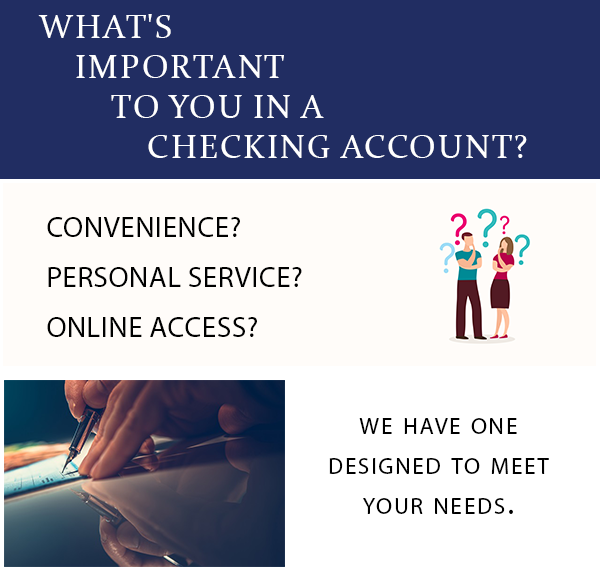 WHAT'S
IMPORTANT
TO YOU IN A
CHECKING ACCOUNT?
CONVENIENCE?
PERSONAL SERVICE?
ONLINE ACCESS?
WE HAVE ONE
DESIGNED TO MEET
YOUR NEEDS.